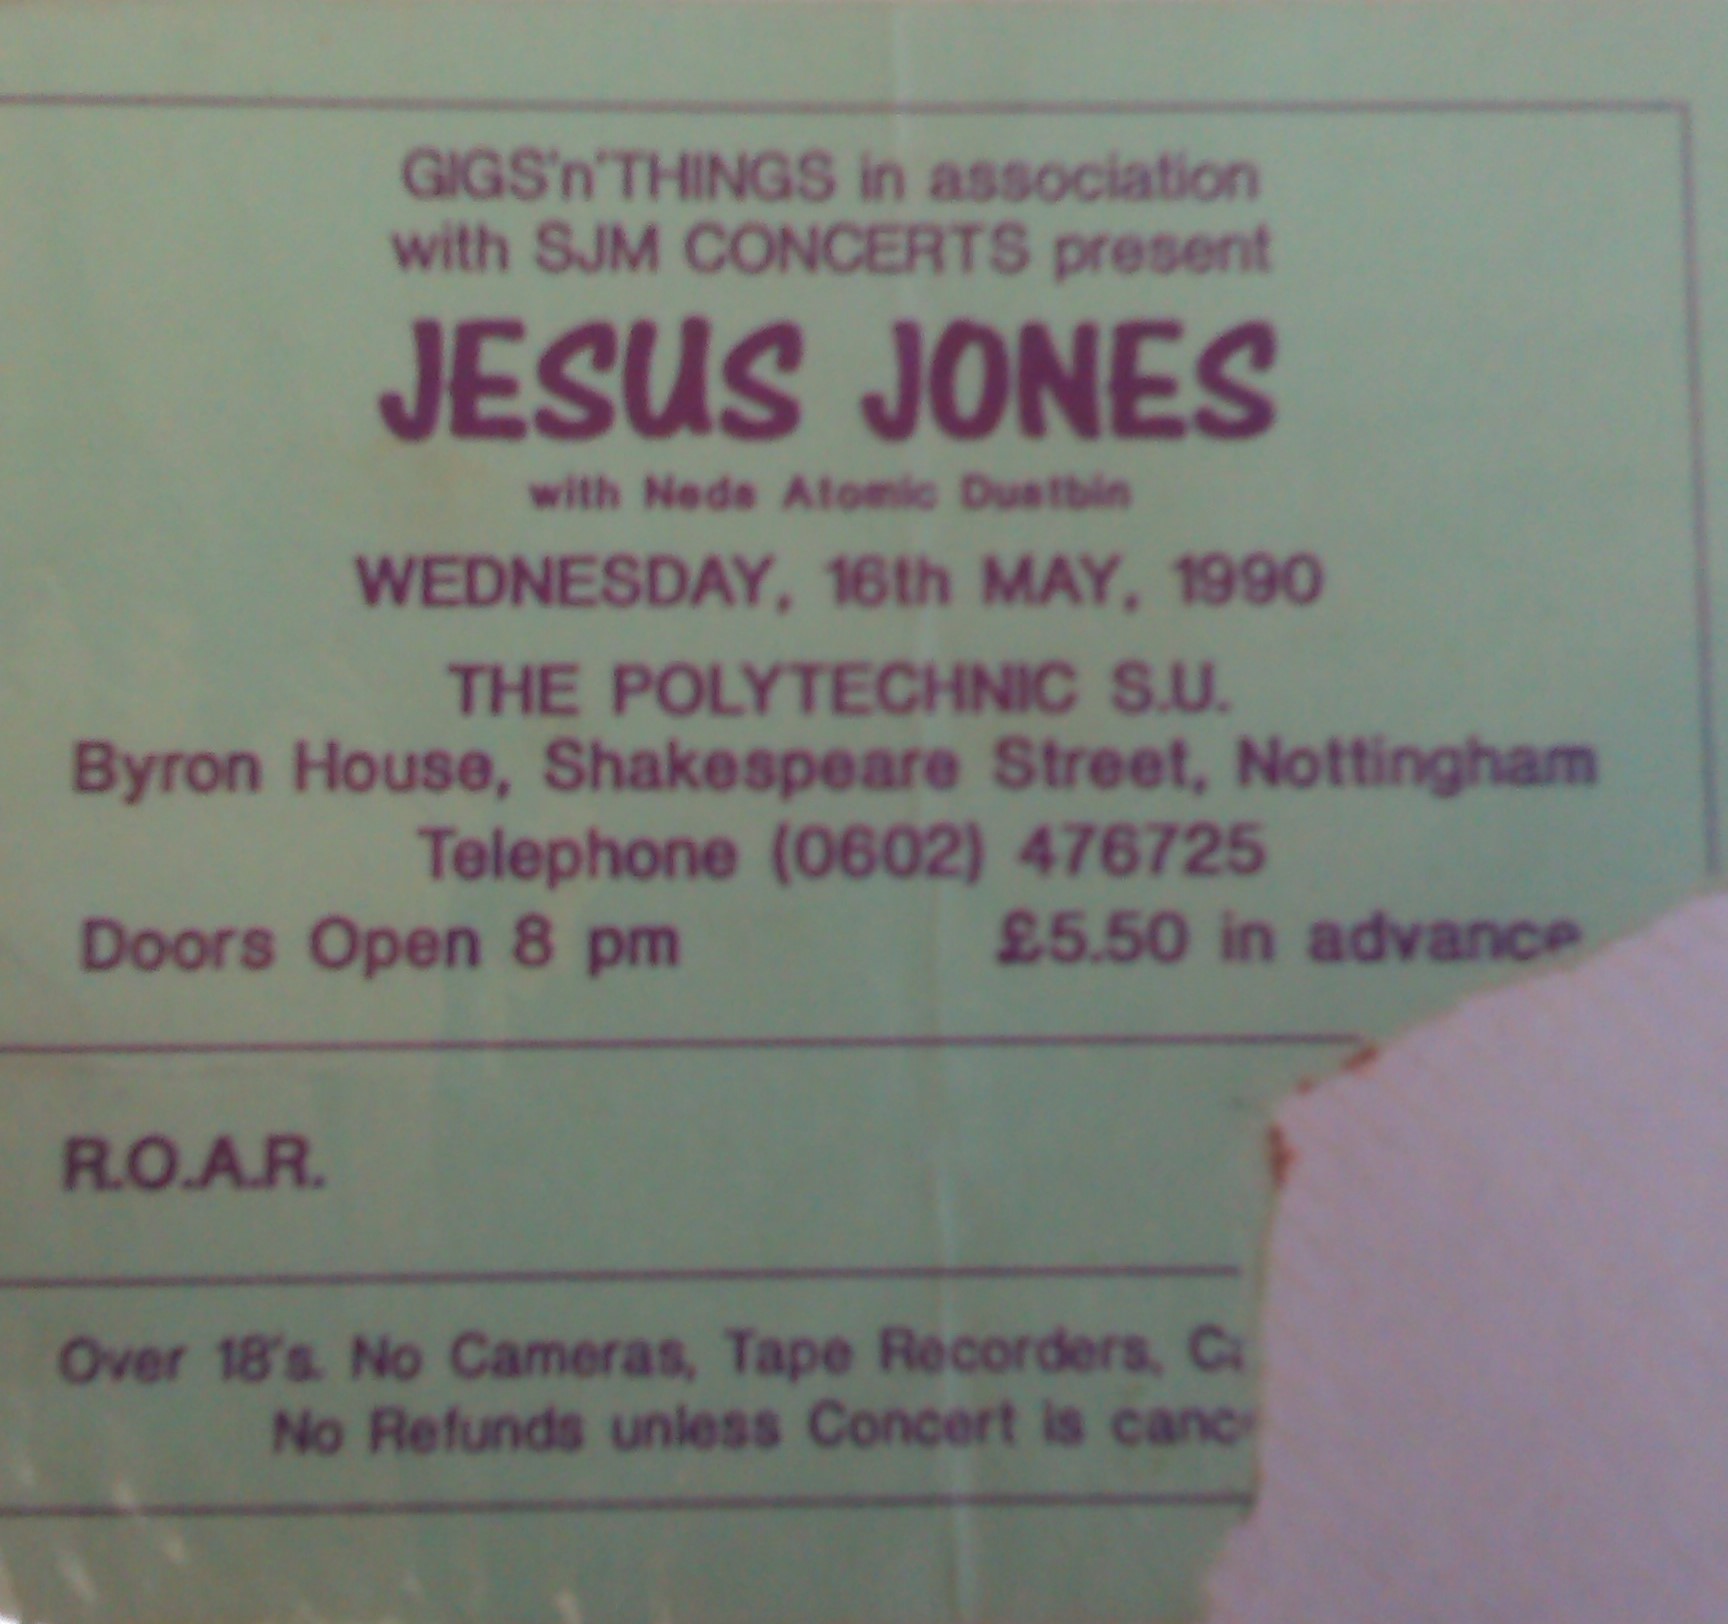 GIGS'n'THINGS in association
with SJM CONCERTS present
JESUS JONES
with Neds Atomic Dustbin
WEDNESDAY, 16th MAY, 1990
THE POLYTECHNIC S.U.
Byron House, Shakespeare Street, Nottingham
Telephone (0602) 476725
Doors Open 8 pm £5.50 in advance
R.O.A.R.
Over 18's. No Cameras, Tape Recorders,
No Refunds unless Concert is